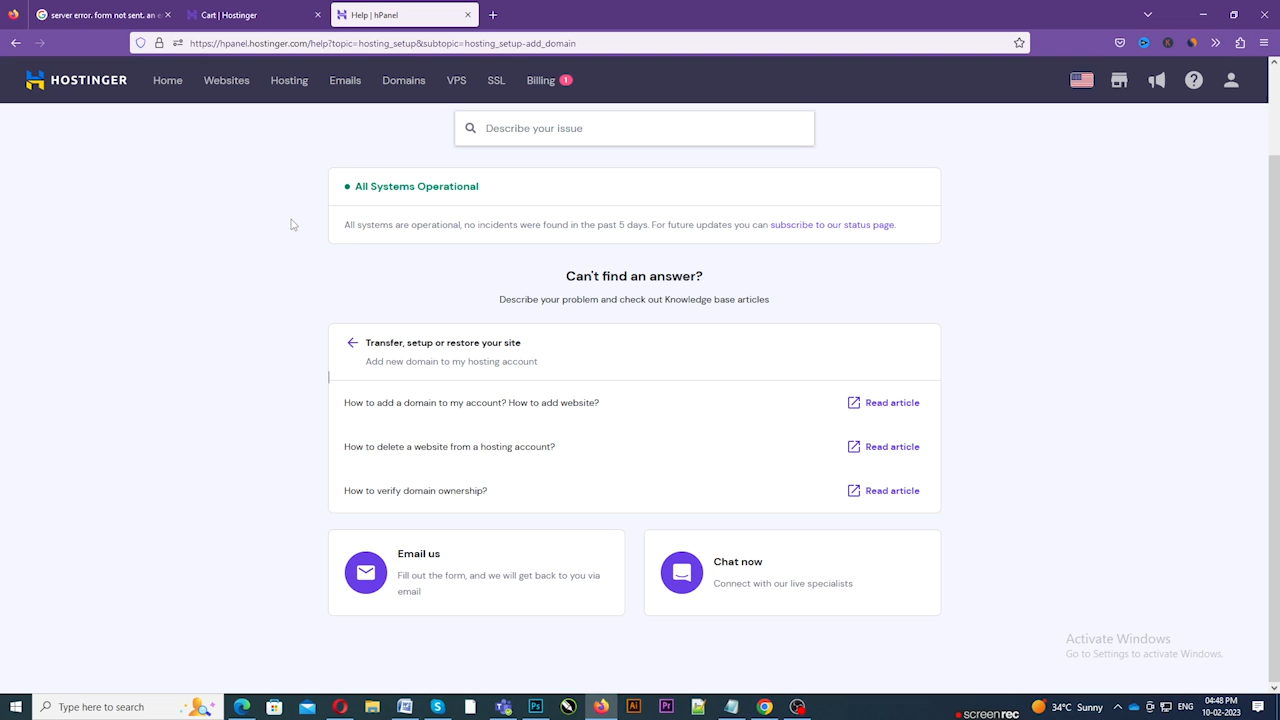 server error form not sent. an er
Cart | Hostinger
Help | hPanel
https://hpanel.hostinger.com/help?topic=hosting_setup&subtopic=hosting_setup-add_domain
HOSTINGER
Home
Websites
Hosting
Emails
Domains
VPS
SSL
Billing 1
Describe your issue
All Systems Operational
All systems are operational, no incidents were found in the past 5 days. For future updates you can subscribe to our status page.
Can't find an answer?
Describe your problem and check out Knowledge base articles
Transfer, setup or restore your site
Add new domain to my hosting account
How to add a domain to my account? How to add website?
Read article
How to delete a website from a hosting account?
Read article
How to verify domain ownership?
Read article
Email us
Fill out the form, and we will get back to you via
email
Chat now
Connect with our live specialists
Activate Windows
Go to Settings to activate Windows.
Type here to search
34°C Sunny
04:48 PM
10-02-2023
screenrec